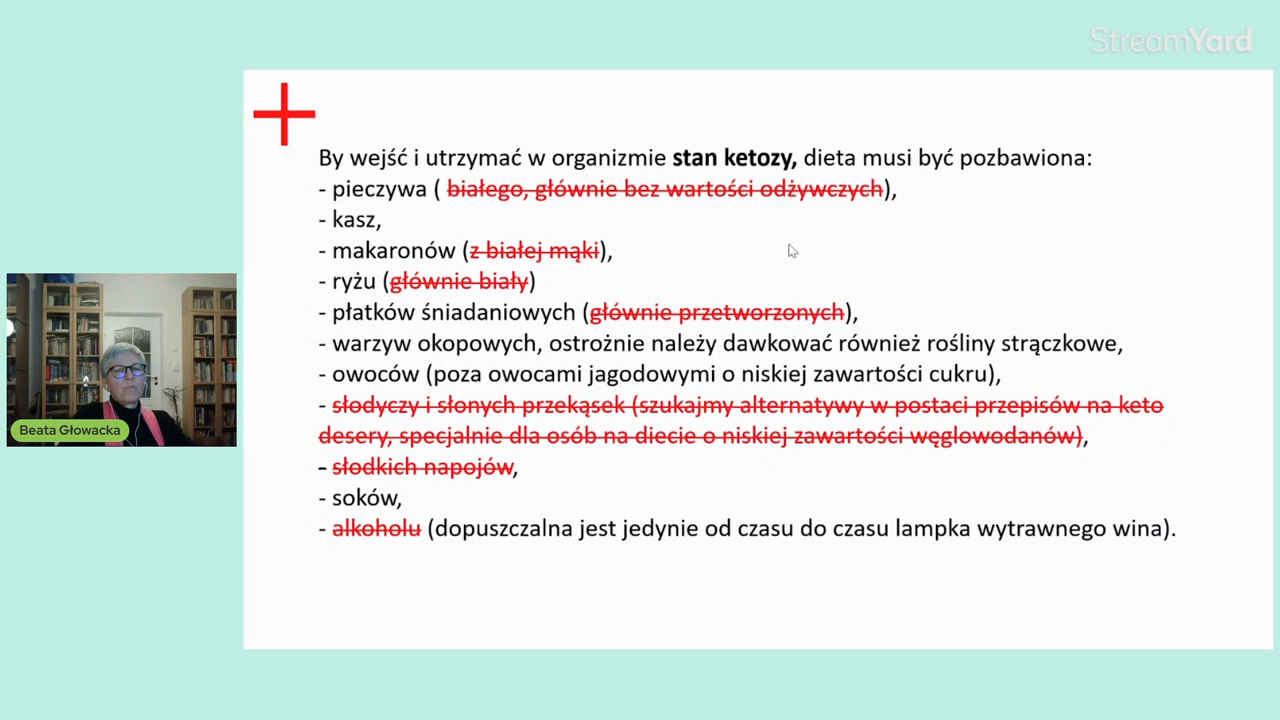 StreamYard
By wejść i utrzymać w organizmie stan ketozy, dieta musi być pozbawiona:
- pieczywa ( białego, głównie bez wartości odżywczych),
- kasz,
- makaronów (z białej mąki),
- ryżu (głównie biały)
- płatków śniadaniowych (głównie przetworzonych),
- warzyw okopowych, ostrożnie należy dawkować również rośliny strączkowe,
- owoców (poza owocami jagodowymi o niskiej zawartości cukru),
- słodyczy i słonych przekąsek (szukajmy alternatywy w postaci przepisów na keto
desery, specjalnie dla osób na diecie o niskiej zawartości węglowodanów),
- słodkich napojów,
- soków,
- alkoholu (dopuszczalna jest jedynie od czasu do czasu lampka wytrawnego wina).
Beata Głowacka